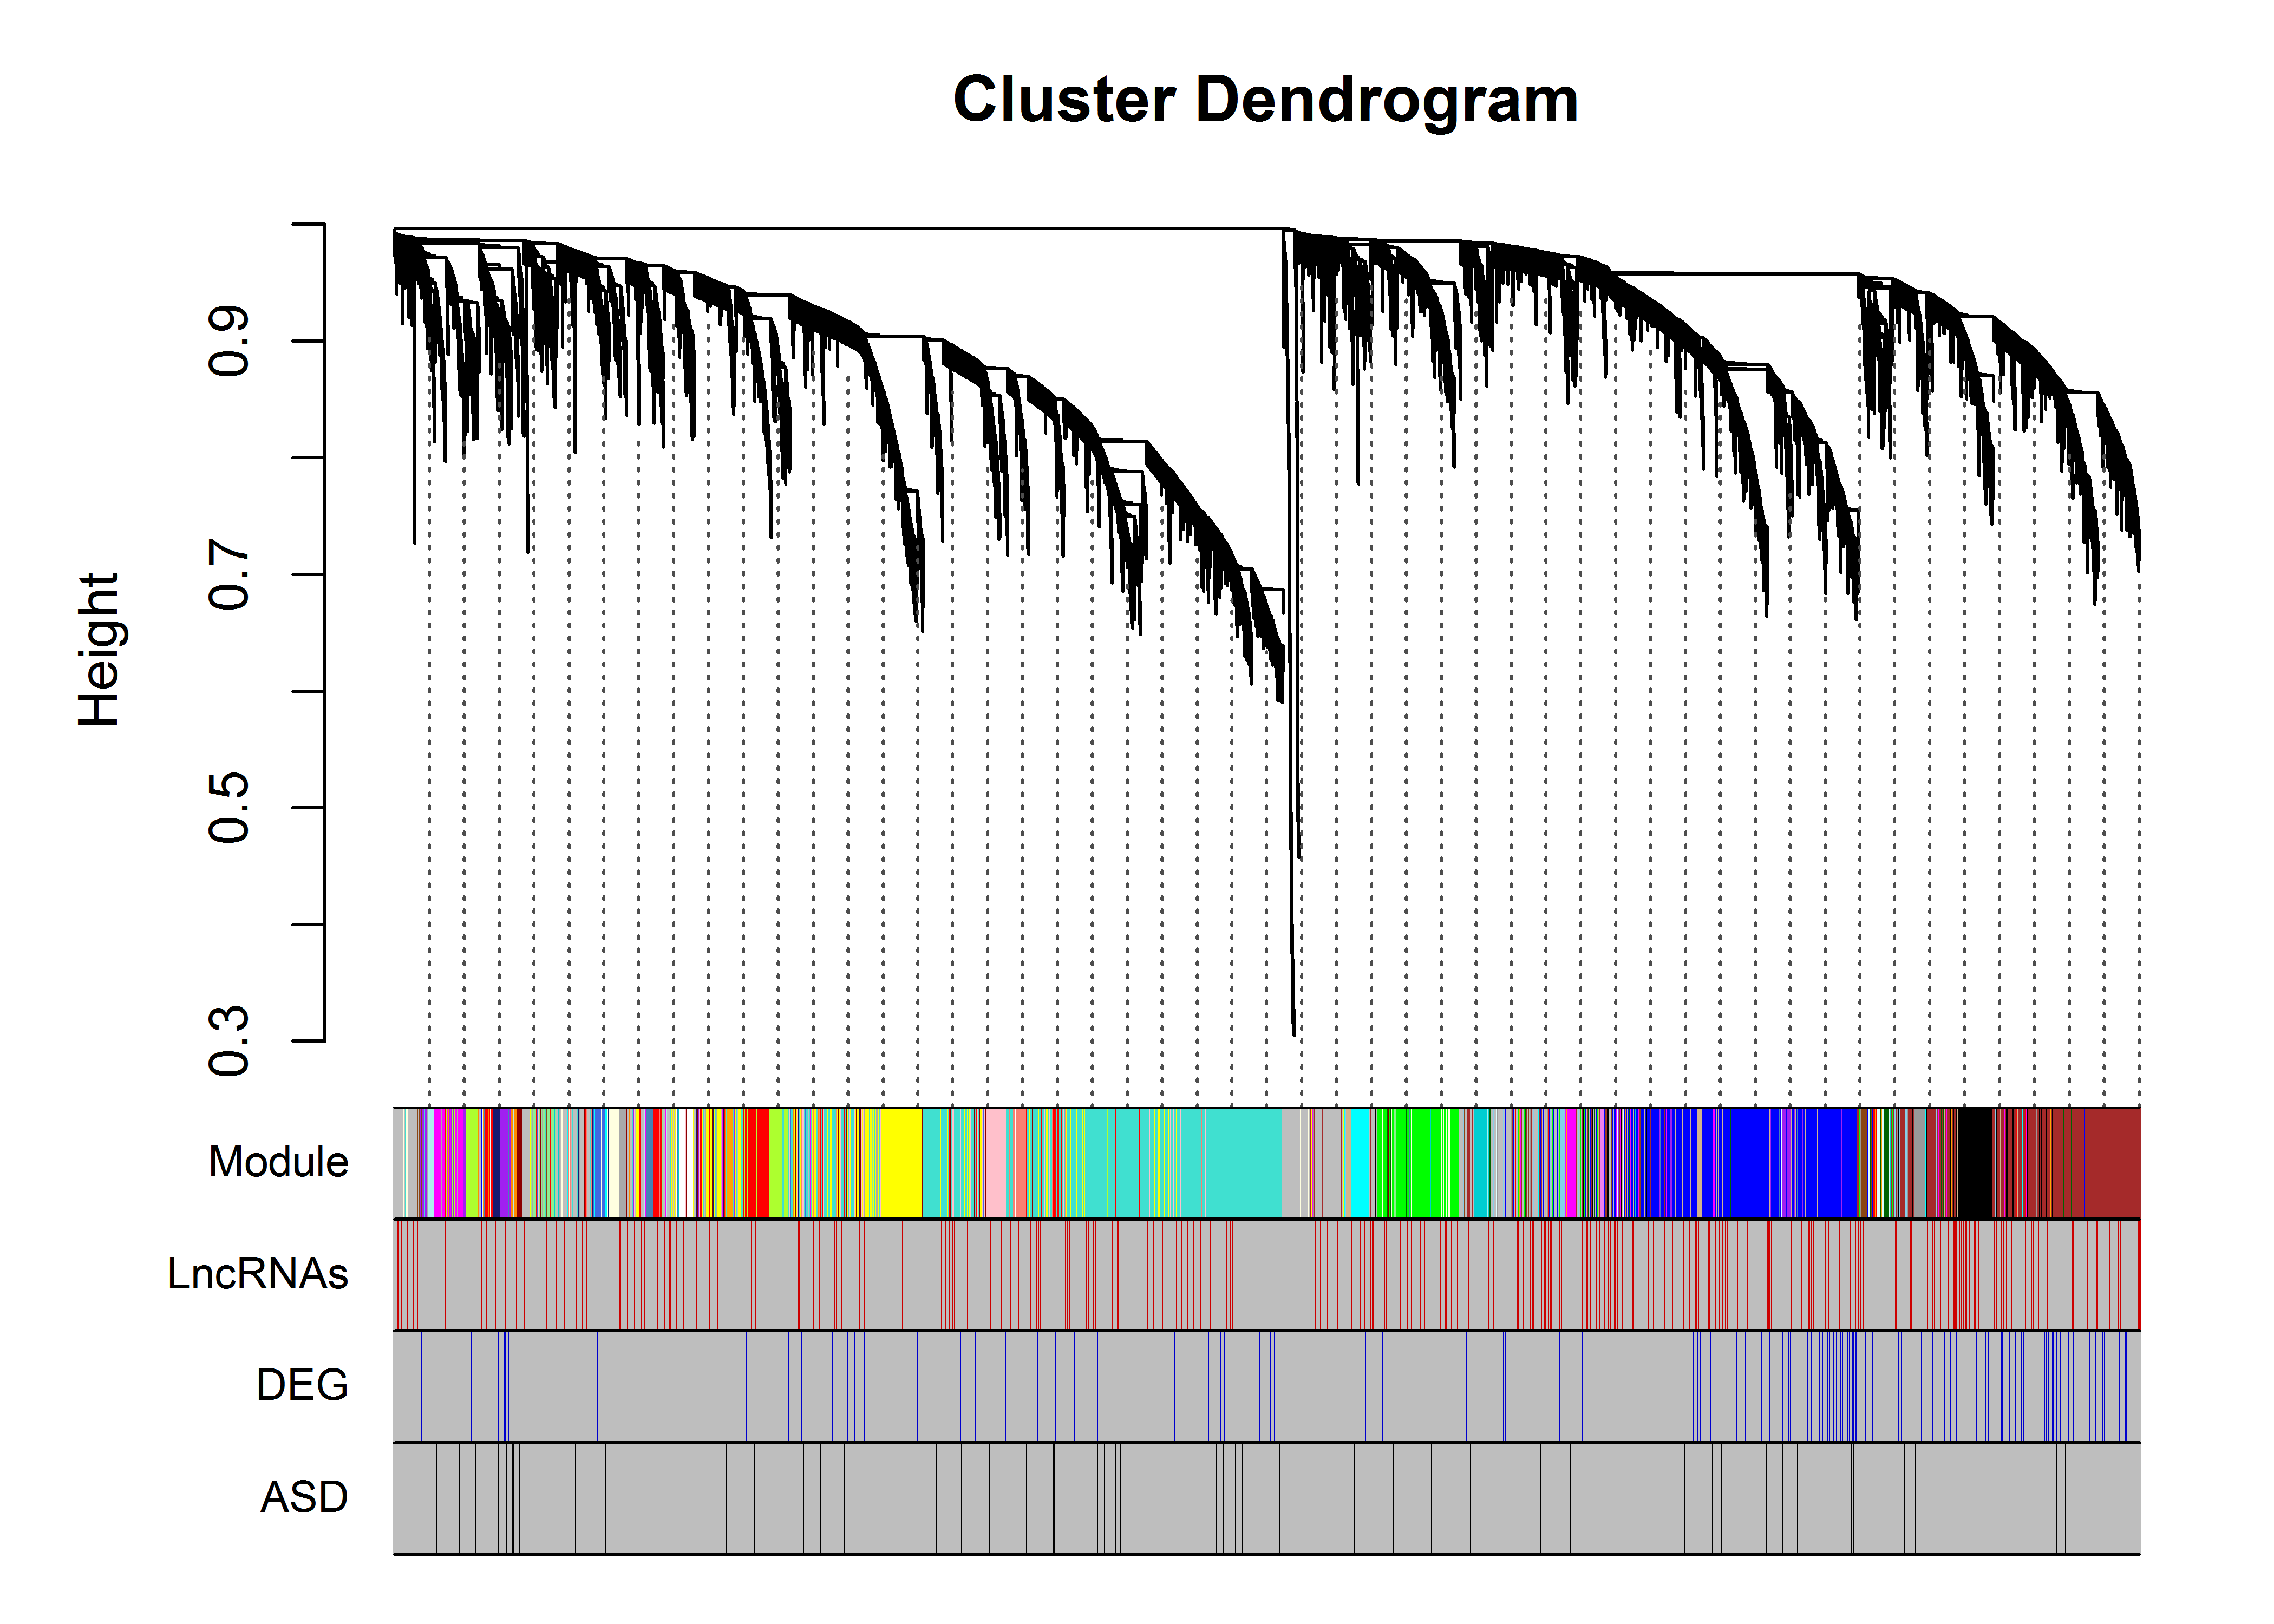 Cluster Dendrogram
Height
0.9
0.7
0.5
0.3
Module
LncRNAs
DEG
ASD